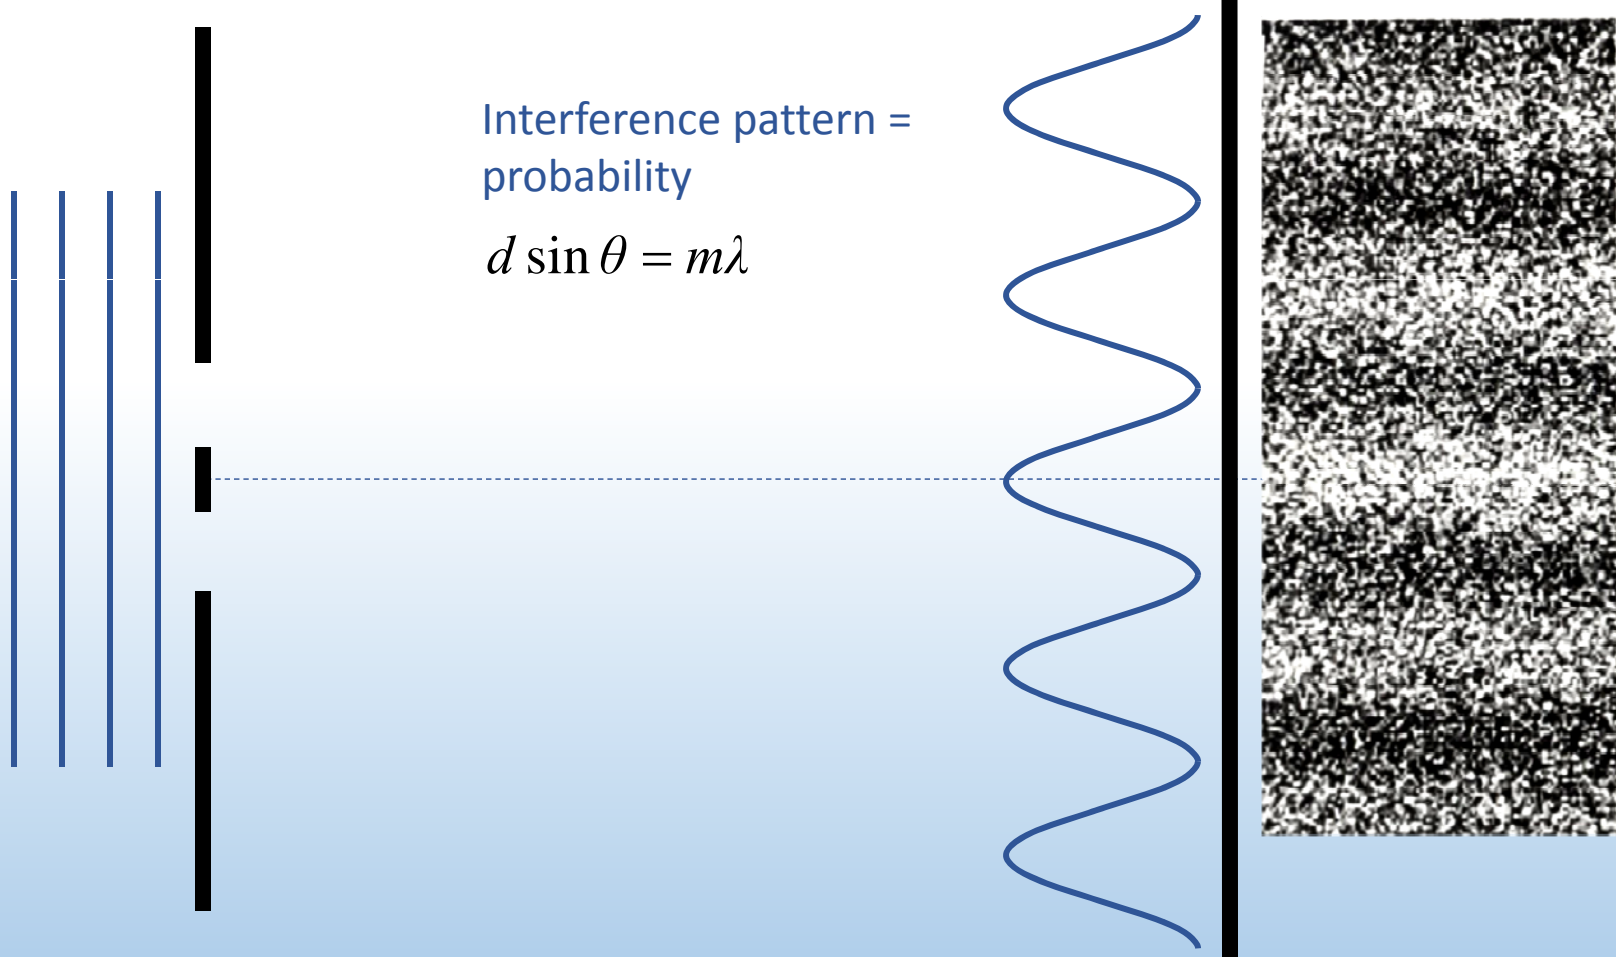 Interference pattern =
probability
d sin θ = mλ